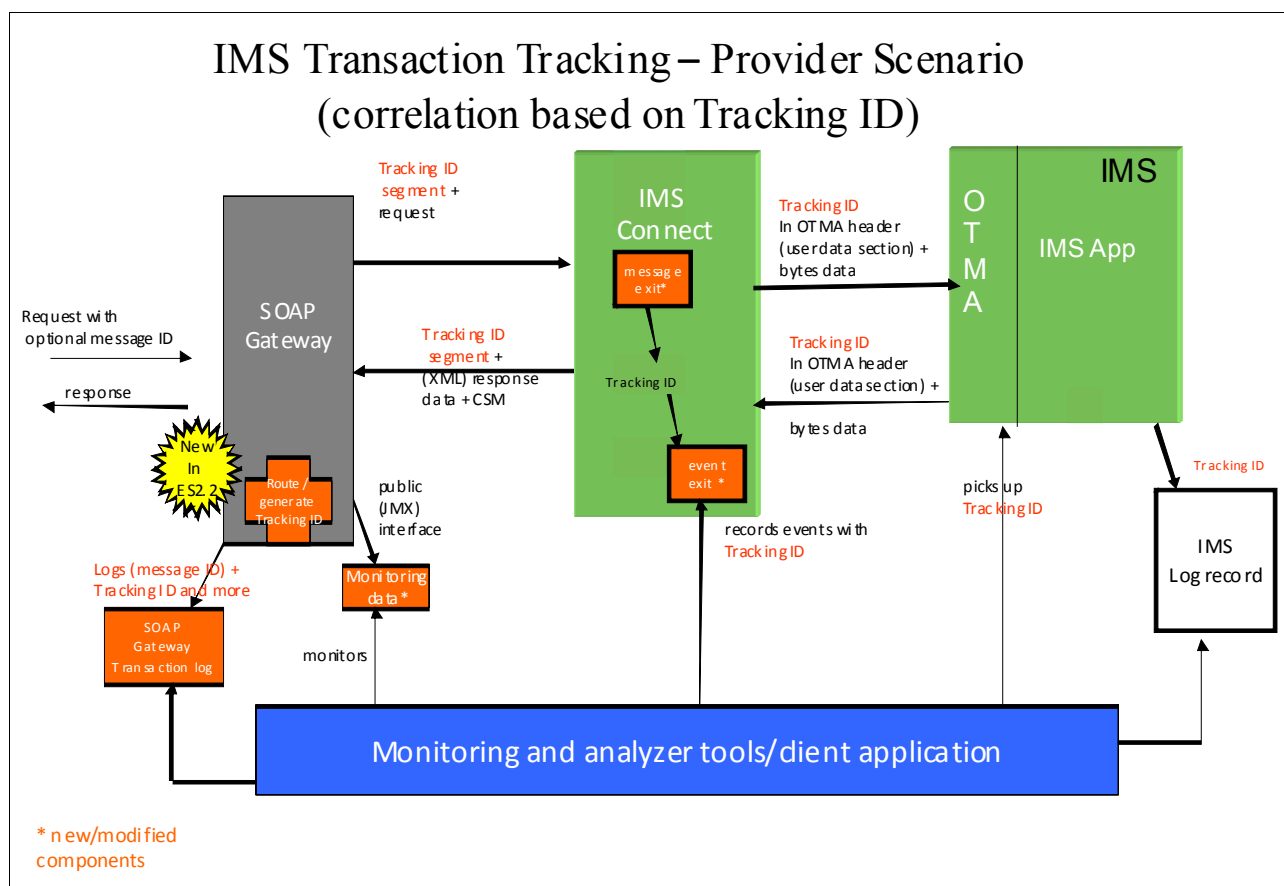 IMS Transaction Tracking – Provider Scenario
(correlation based on Tracking ID)
Tracking ID
segment +
request
IMS
Connect
message
exit*
Tracking ID
event
exit *
Tracking ID
In OTMA header
(user data section) +
bytes data
IMS
O
T
M
A
IMS App
SOAP
Gateway
Request with
optional message ID
response
Tracking ID
segment +
(XML) response
data + CSM
Tracking ID
In OTMA header
(user data section) +
bytes data
New
In
ES2.2
Route /
generate
Tracking ID
public
(JMX)
interface
Logs (message ID) +
Tracking ID and more
Monitoring
data*
SOAP
Gateway
Transaction log
monitors
records events with
Tracking ID
picks up
Tracking ID
Tracking ID
IMS
Log record
Monitoring and analyzer tools/client application
* new/modified
components